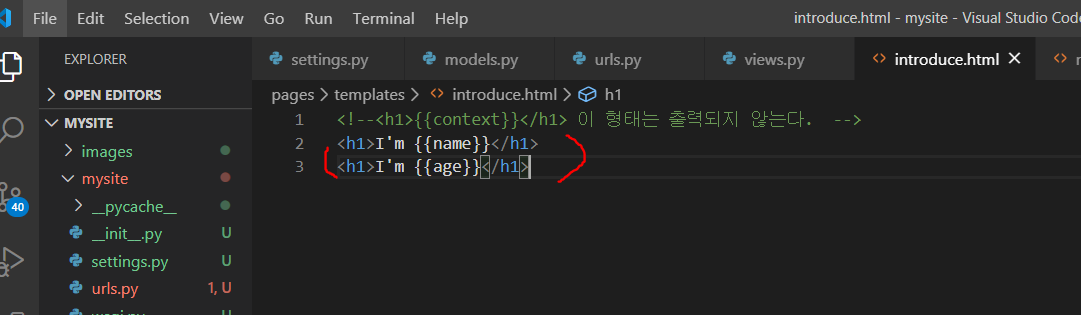 File Edit Selection View Go Run Terminal Help introduce.html - mysite - Visual Studio Code
EXPLORER
settings.py models.py urls.py views.py introduce.html
OPEN EDITORS
pages > templates > introduce.html > h1
MYSITE
1 <!--<h1>{{context}}</h1> 이 형태는 출력되지 않는다. -->
2 <h1>I'm {{name}}</h1>
3 <h1>I'm {{age}}</h1>
images
mysite
__pycache__
40
__init__.py U
settings.py U
urls.py 1, U